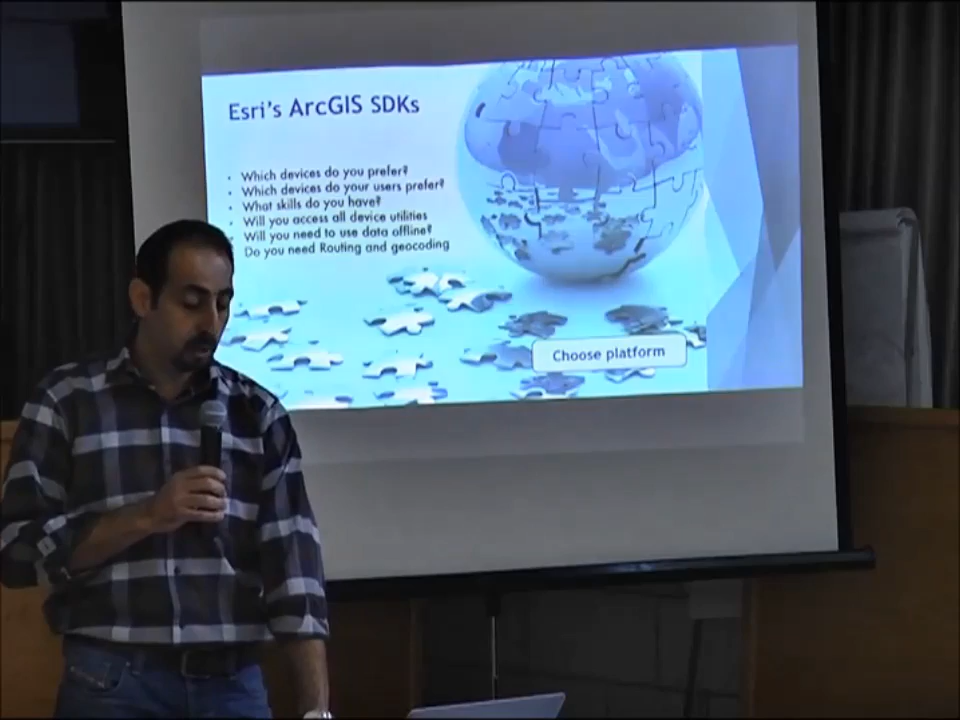 Esri's ArcGIS SDKs
• Which devices do you prefer?
• Which devices do your users prefer?
• What skills do you have?
• Will you access all device utilities
• Will you need to use data offline?
Do you need Routing and geocoding
Choose platform